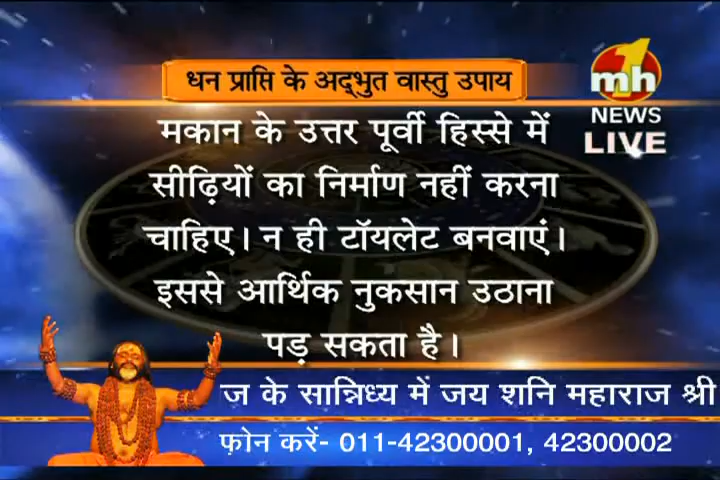 धन प्राप्ति के अद्भुत वास्तु उपाय
1
mh
NEWS
LIVE
मकान के उत्तर पूर्वी हिस्से में
सीढ़ियों का निर्माण नहीं करना
चाहिए। न ही टॉयलेट बनवाएं।
इससे आर्थिक नुकसान उठाना
पड़ सकता है।
ज के सान्निध्य में जय शनि महाराज श्री
फोन करें- 011-42300001, 42300002